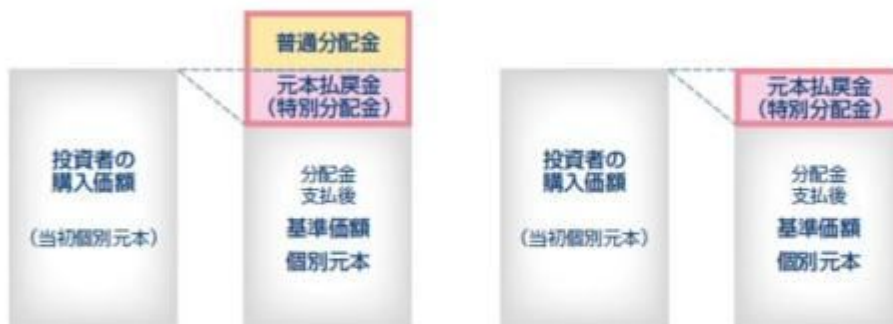 普通分配金
元本払戻金
(特別分配金)
投資者の
購入価額
(当初個別元本)
分配金
支払後
基準価額
個別元本
元本払戻金
(特別分配金)
投資者の
購入価額
(当初個別元本)
分配金
支払後
基準価額
個別元本